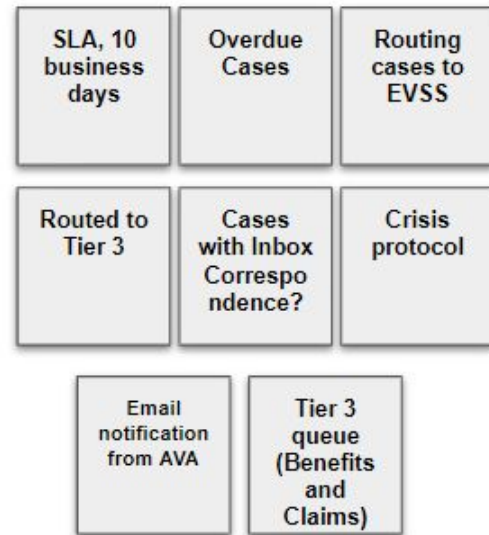 SLA, 10
business
days
Overdue
Cases
Routing
cases to
EVSS
Routed to
Tier 3
Cases
with Inbox
Correspo
ndence?
Crisis
protocol
Email
notification
from AVA
Tier 3
queue
(Benefits
and
Claims)